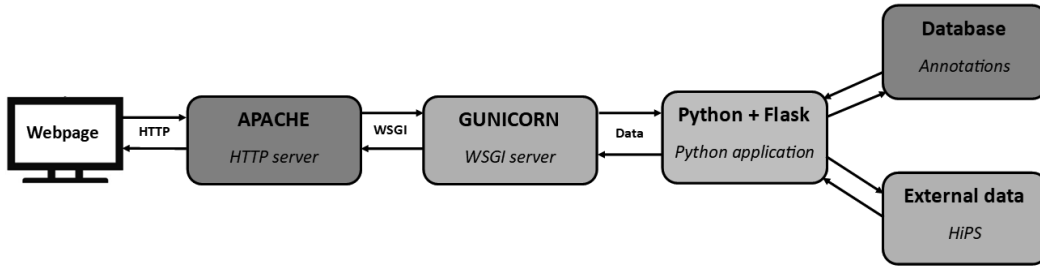 Webpage
HTTP
APACHE
HTTP server
WSGI
GUNICORN
WSGI server
Data
Python + Flask
Python application
Database
Annotations
External data
HiPS